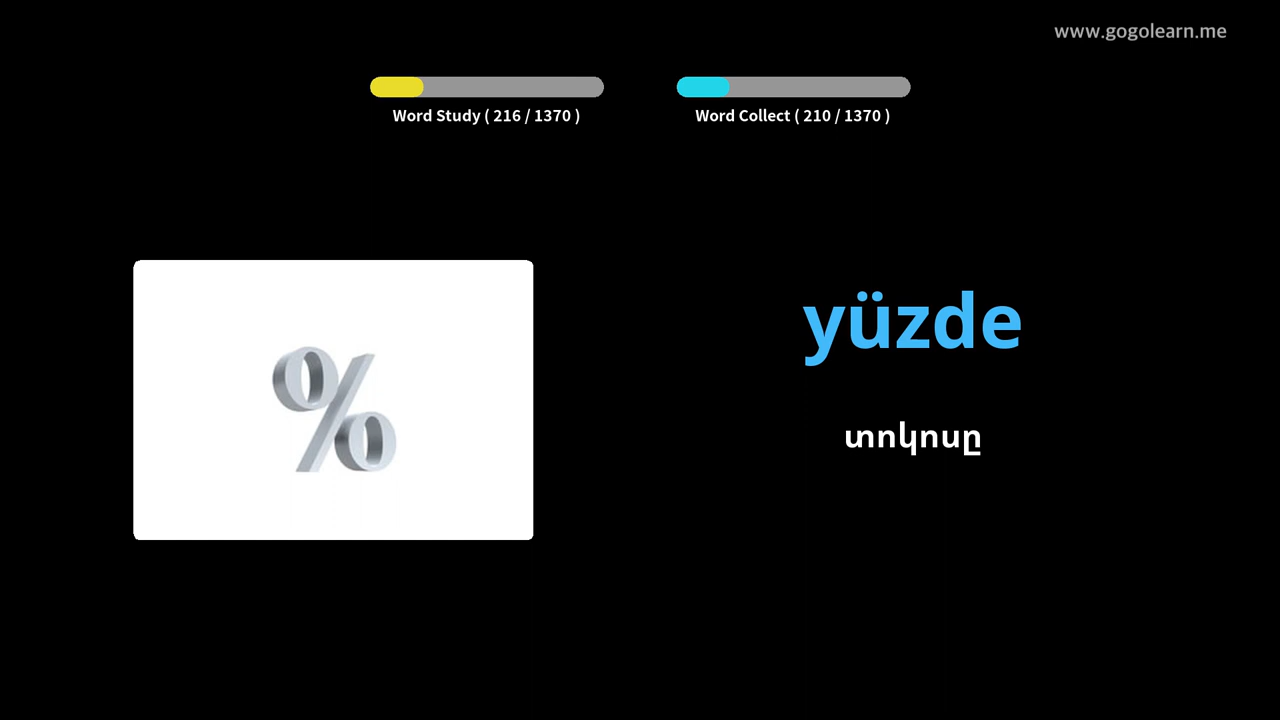 www.gogolearn.me
Word Study ( 216 / 1370 )
Word Collect ( 210 / 1370 )
%
yüzde
տոկոսը